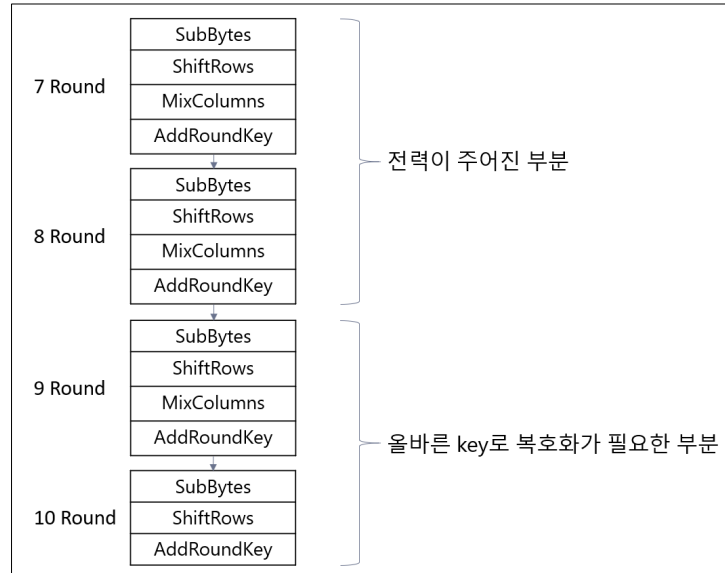 7 Round
SubBytes
ShiftRows
MixColumns
AddRoundKey
8 Round
SubBytes
ShiftRows
MixColumns
AddRoundKey
전력이 주어진 부분
9 Round
SubBytes
ShiftRows
MixColumns
AddRoundKey
10 Round
SubBytes
ShiftRows
AddRoundKey
올바른 key로 복호화가 필요한 부분